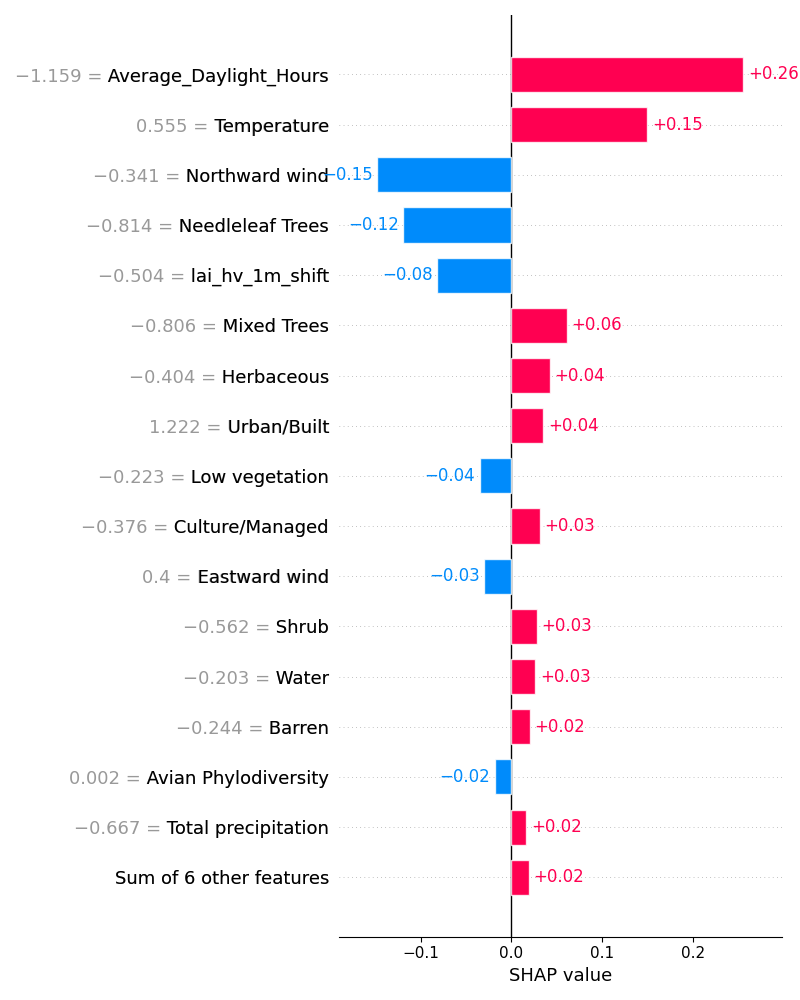 −1.159 = Average_Daylight_Hours +0.26
0.555 = Temperature +0.15
−0.341 = Northward wind −0.15
−0.814 = Needleleaf Trees −0.12
−0.504 = lai_hv_1m_shift −0.08
−0.806 = Mixed Trees +0.06
−0.404 = Herbaceous +0.04
1.222 = Urban/Built +0.04
−0.223 = Low vegetation −0.04
−0.376 = Culture/Managed +0.03
0.4 = Eastward wind −0.03
−0.562 = Shrub +0.03
−0.203 = Water +0.03
−0.244 = Barren +0.02
0.002 = Avian Phylodiversity −0.02
−0.667 = Total precipitation +0.02
Sum of 6 other features +0.02
−0.1 0.0 0.1 0.2
SHAP value